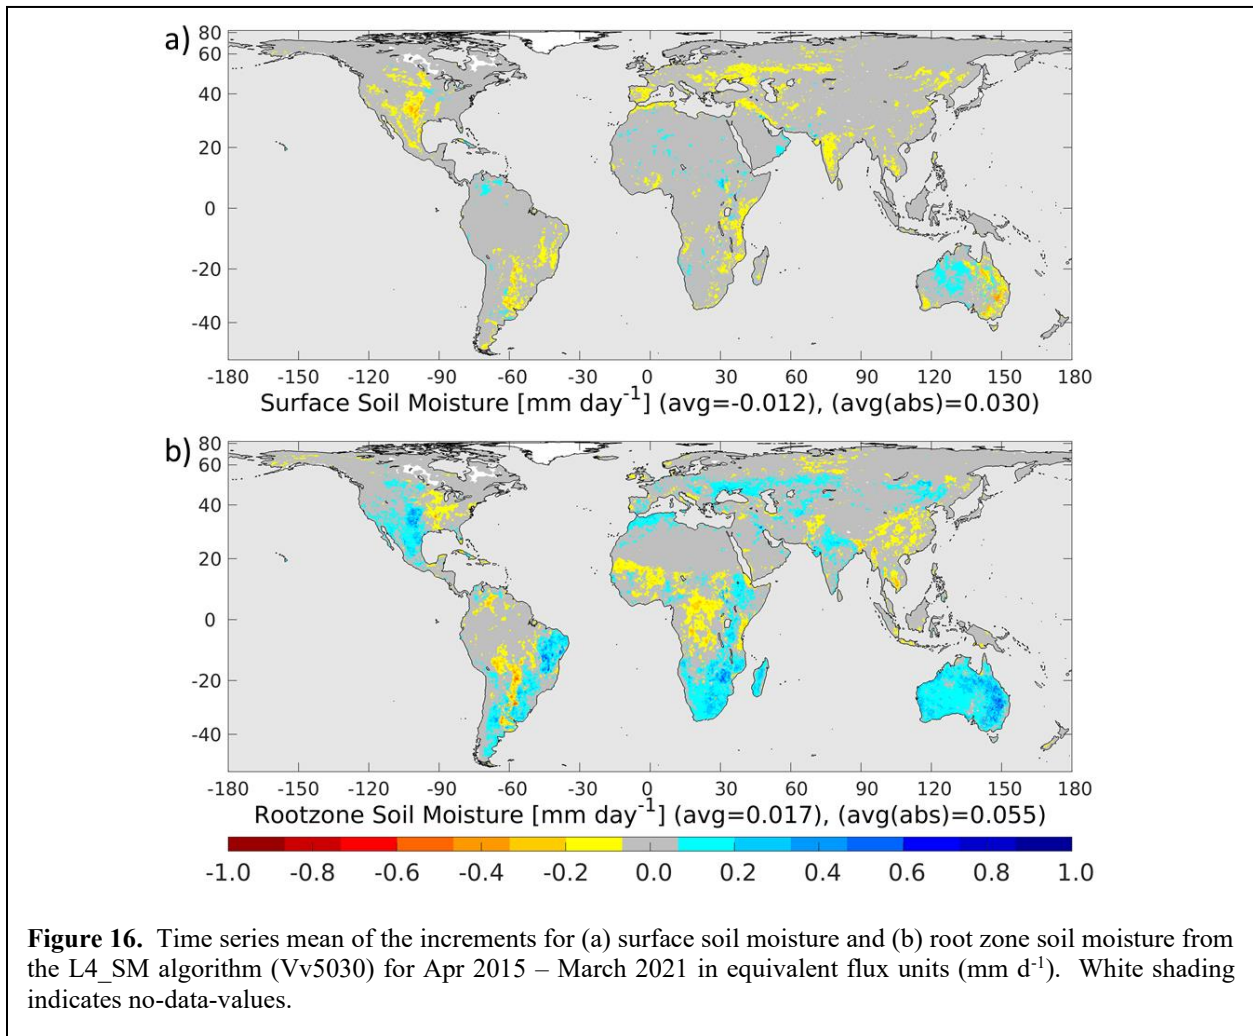 a)
80
60
40
20
0
-20
-40
-180 -150 -120 -90 -60 -30 0 30 60 90 120 150 180
Surface Soil Moisture [mm day-1] (avg=-0.012), (avg(abs)=0.030)
b)
80
60
40
20
0
-20
-40
-180 -150 -120 -90 -60 -30 0 30 60 90 120 150 180
Rootzone Soil Moisture [mm day-1] (avg=0.017), (avg(abs)=0.055)
-1.0 -0.8 -0.6 -0.4 -0.2 0.0 0.2 0.4 0.6 0.8 1.0
Figure 16. Time series mean of the increments for (a) surface soil moisture and (b) root zone soil moisture from
the L4_SM algorithm (Vv5030) for Apr 2015 – March 2021 in equivalent flux units (mm d-1). White shading
indicates no-data-values.